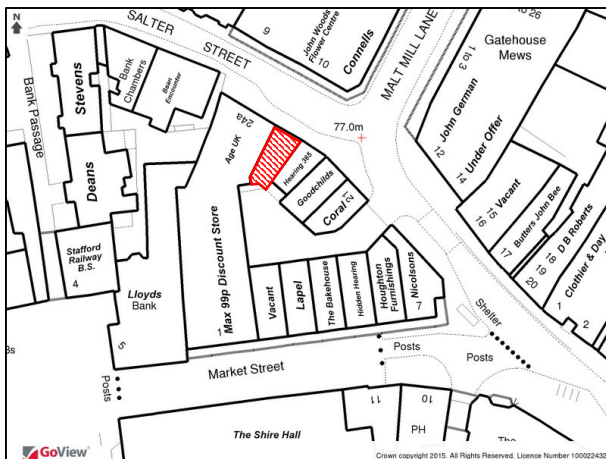 N
SALTER
STREET
Bank Passage
Stevens
Bank
Chambers
Bean
Encounter
9
John Woods
Flower Centre
10
Connells
MALT MILL LANE
to 26
Gatehouse
Mews
1 to 3
John German
12
Under Offer
14
77.0m
24a
Age UK
Hearing 365
Goodchilds
Coral
21
Deans
Stafford
Railway
B.S.
4
Lloyds
Bank
5
Max 99p Discount Store
1
Vacant
Lapel
The Bakehouse
Hidden Hearing
Houghton
Furnishings
Nicolsons
7
15
Vacant
16
Butters John Bee
17
D B Roberts
18
19
20
Clothier & Day
1
2
Shelter
Posts
Posts
Posts
Market Street
3s
The Shire Hall
11
10
PH
The
GoView
Crown copyright 2015. All Rights Reserved. Licence Number 100022432